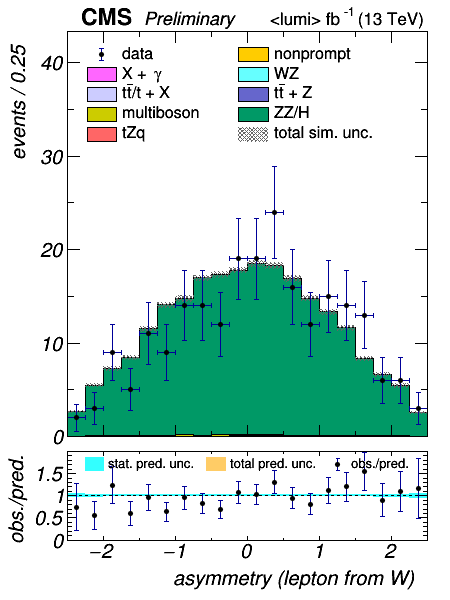 CMS Preliminary <lumi> fb⁻¹ (13 TeV)
events / 0.25
40
30
20
10
0
data
nonprompt
X + γ
WZ
tt̄/t + X
tt̄ + Z
multiboson
ZZ/H
tZq
total sim. unc.
obs./pred.
1.5
1
0.5
0
stat. pred. unc.
total pred. unc.
obs./pred.
−2 −1 0 1 2
asymmetry (lepton from W)